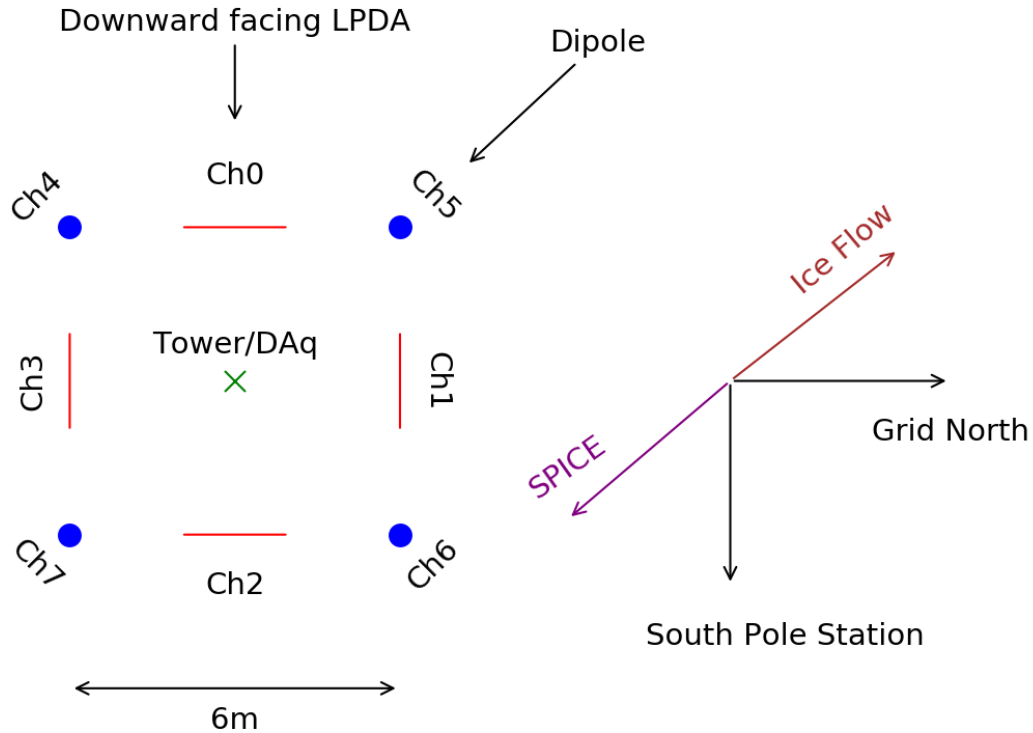 Downward facing LPDA
Dipole
Ch0
Ch4
Ch5
Ice Flow
Tower/DAq
Ch3
Ch1
Grid North
SPICE
Ch7
Ch6
Ch2
South Pole Station
6m